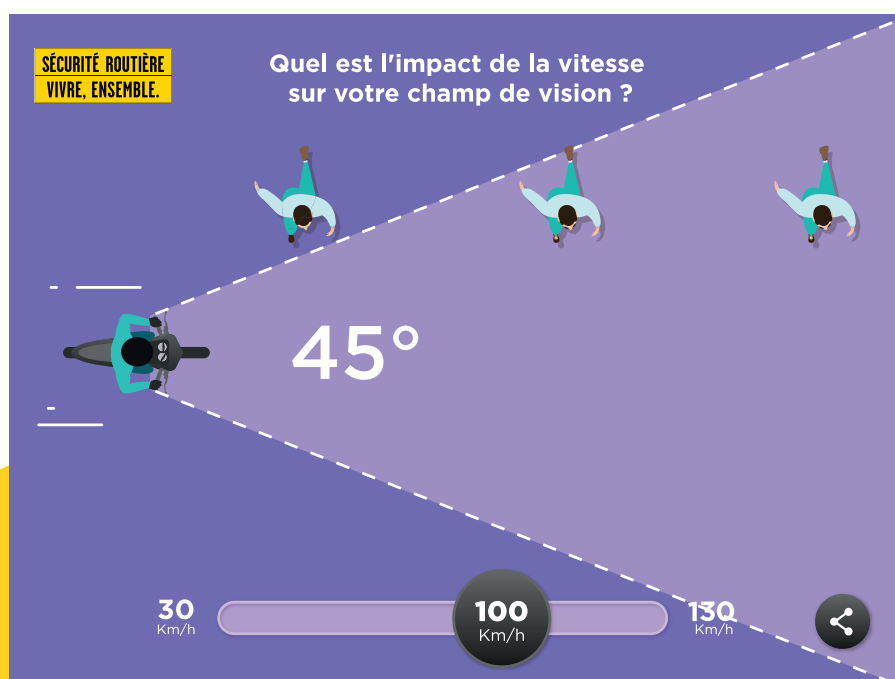 SÉCURITÉ ROUTIÈRE
VIVRE, ENSEMBLE.
Quel est l'impact de la vitesse
sur votre champ de vision ?
45°
30
Km/h
100
Km/h
130
Km/h